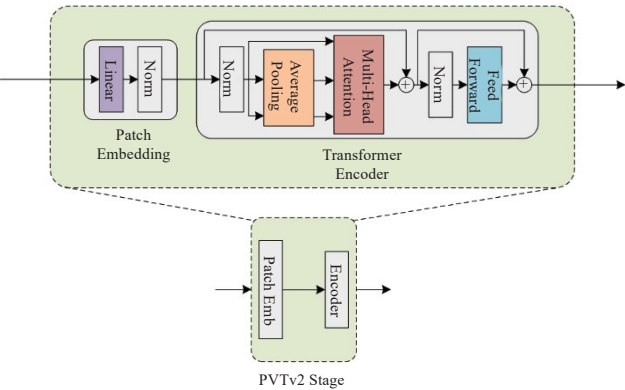 Linear
Norm
Patch
Embedding
Norm
Average
Pooling
Multi-Head
Attention
Norm
Feed
Forward
Transformer
Encoder
Patch Emb
Encoder
PVTv2 Stage